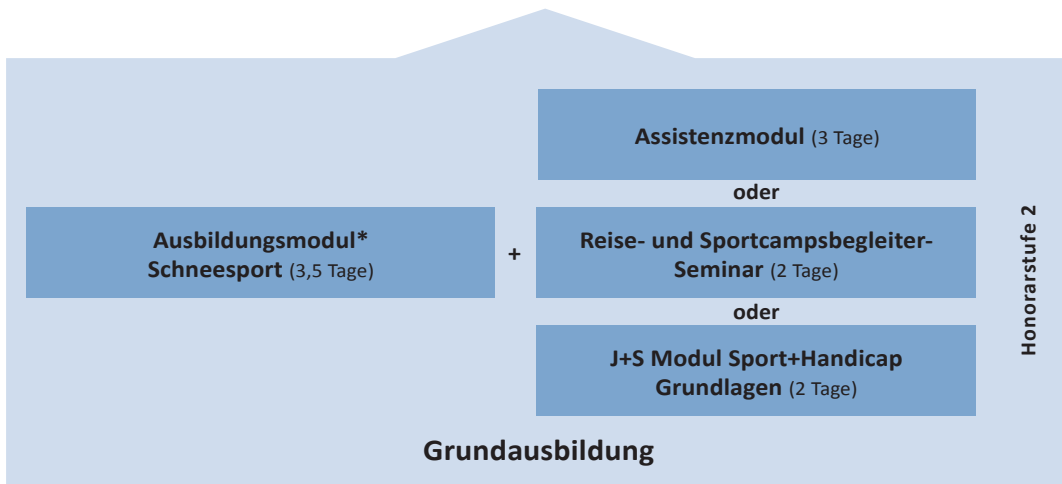 Assistenzmodul (3 Tage)
oder
Ausbildungsmodul*
Schneesport (3,5 Tage)
+
Reise- und Sportcampsbegleiter-
Seminar (2 Tage)
oder
J+S Modul Sport+Handicap
Grundlagen (2 Tage)
Honorarstufe 2
Grundausbildung